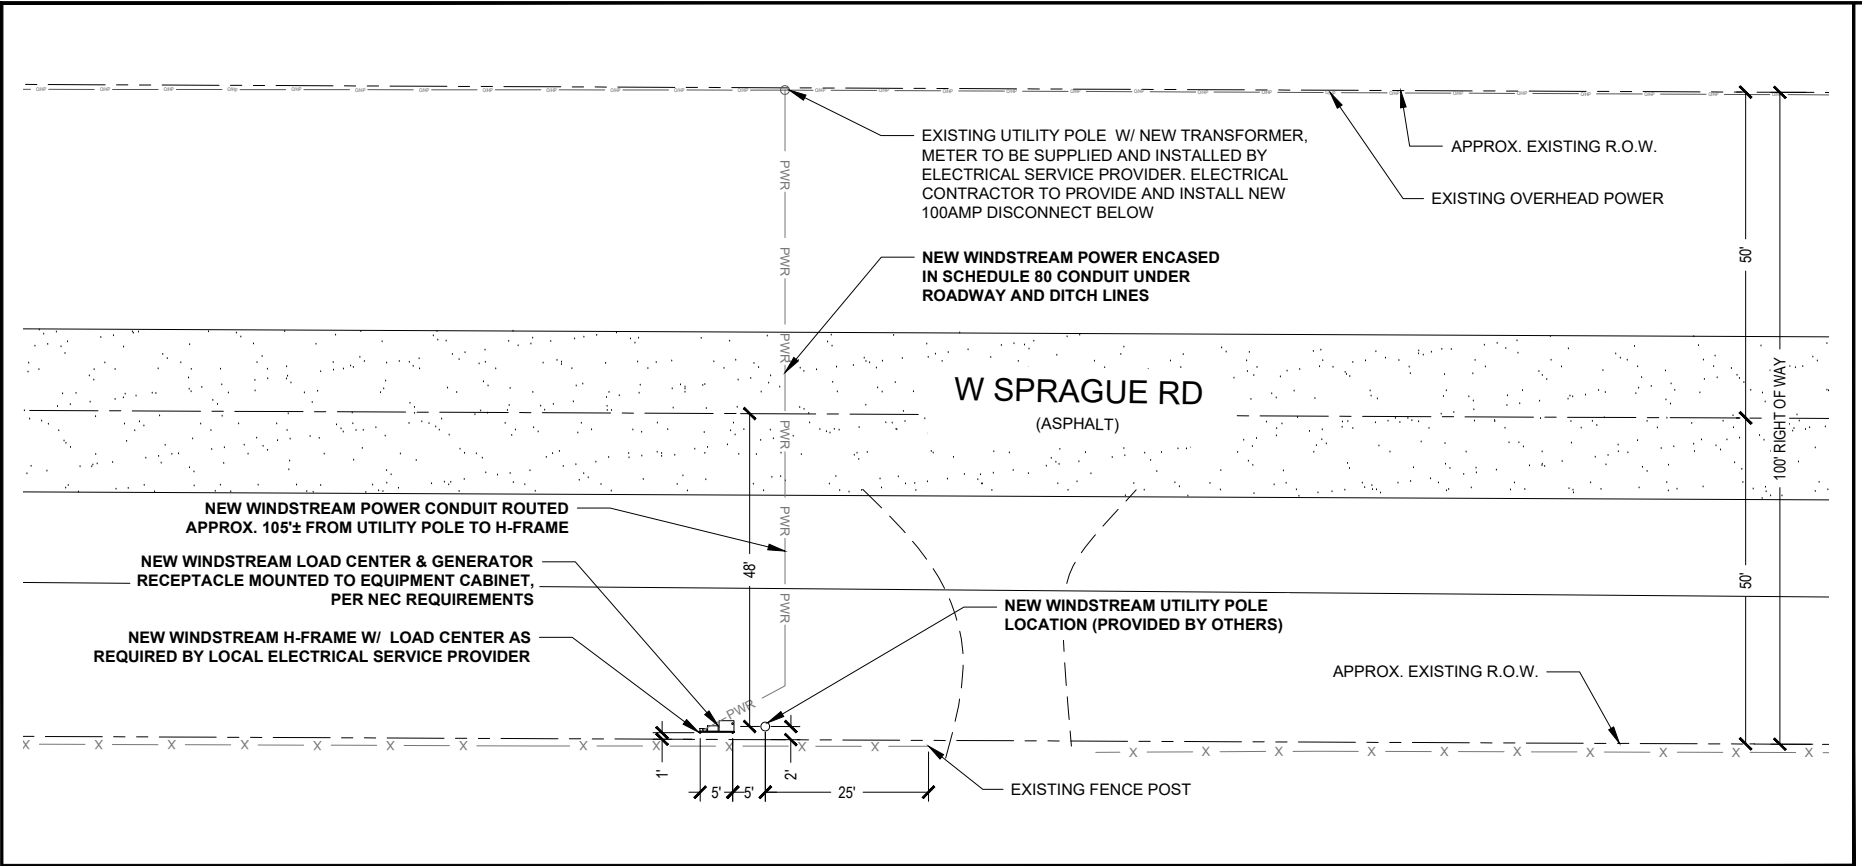 EXISTING UTILITY POLE W/ NEW TRANSFORMER,
METER TO BE SUPPLIED AND INSTALLED BY
ELECTRICAL SERVICE PROVIDER. ELECTRICAL
CONTRACTOR TO PROVIDE AND INSTALL NEW
100AMP DISCONNECT BELOW
APPROX. EXISTING R.O.W.
EXISTING OVERHEAD POWER
PWR
NEW WINDSTREAM POWER ENCASED
IN SCHEDULE 80 CONDUIT UNDER
ROADWAY AND DITCH LINES
PWR
50'
PWR
W SPRAGUE RD
(ASPHALT)
PWR
100' RIGHT OF WAY
NEW WINDSTREAM POWER CONDUIT ROUTED
APPROX. 105'± FROM UTILITY POLE TO H-FRAME
PWR
NEW WINDSTREAM LOAD CENTER & GENERATOR
RECEPTACLE MOUNTED TO EQUIPMENT CABINET,
PER NEC REQUIREMENTS
48'
50'
PWR
NEW WINDSTREAM UTILITY POLE
LOCATION (PROVIDED BY OTHERS)
NEW WINDSTREAM H-FRAME W/ LOAD CENTER AS
REQUIRED BY LOCAL ELECTRICAL SERVICE PROVIDER
APPROX. EXISTING R.O.W.
PWR
X X X X X X X X X X X X
X X X X X X X X X X
1'
2'
5'
5'
25'
EXISTING FENCE POST